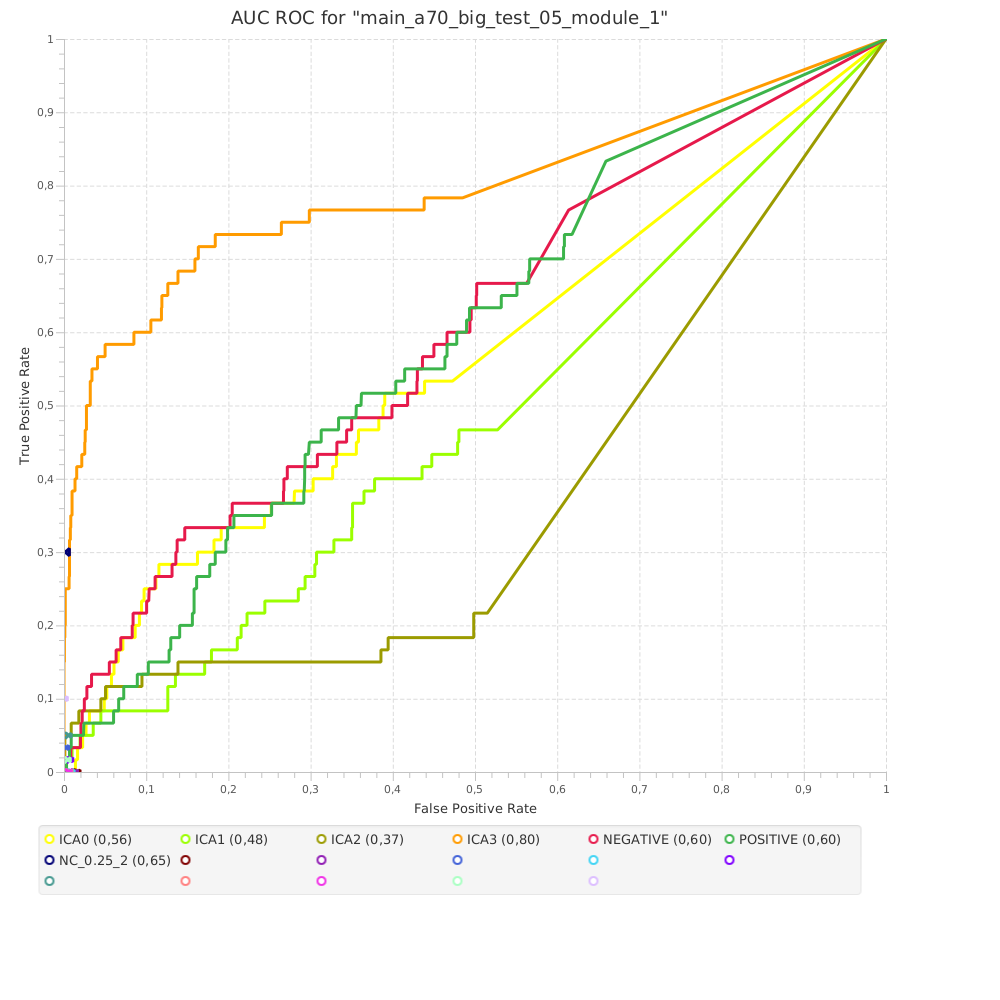 AUC ROC for "main_a70_big_test_05_module_1"
1
0,9
0,8
0,7
0,6
0,5
0,4
0,3
0,2
0,1
0
True Positive Rate
0 0,1 0,2 0,3 0,4 0,5 0,6 0,7 0,8 0,9 1
False Positive Rate
ICA0 (0,56) ICA1 (0,48) ICA2 (0,37) ICA3 (0,80) NEGATIVE (0,60) POSITIVE (0,60)
NC_0.25_2 (0,65)